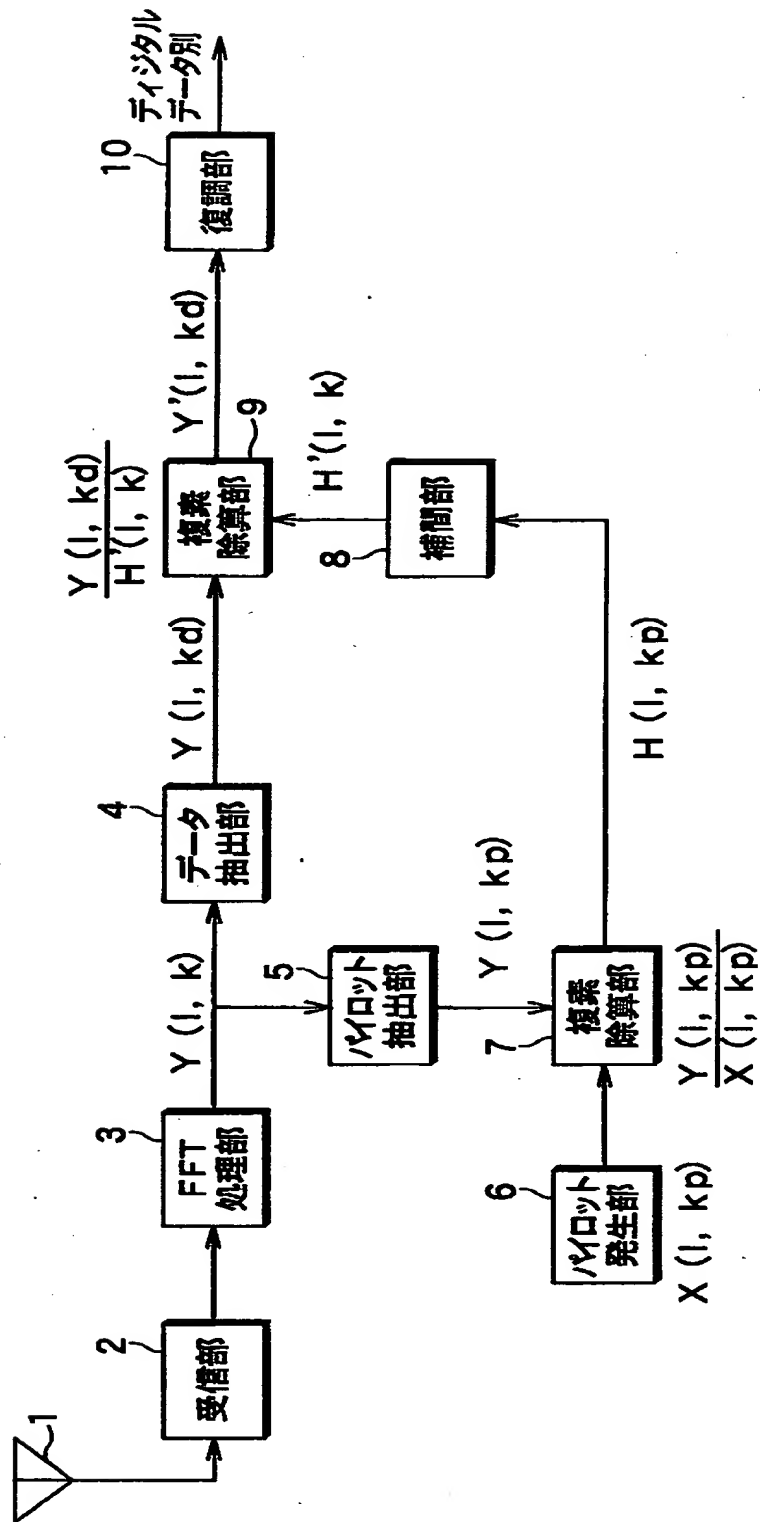 1
2
受信部
3
FFT
処理部
Y (l, k)
4
データ
抽出部
Y (l, kd)
Y (l, kd)
H'(l, k)
複素
除算部
9
Y'(l, kd)
10
復調部
ディジタル
データ別
5
パイロット
抽出部
Y (l, kp)
6
パイロット
発生部
X (l, kp)
7
複素
除算部
Y (l, kp)
X (l, kp)
H (l, kp)
8
補間部
H'(l, k)